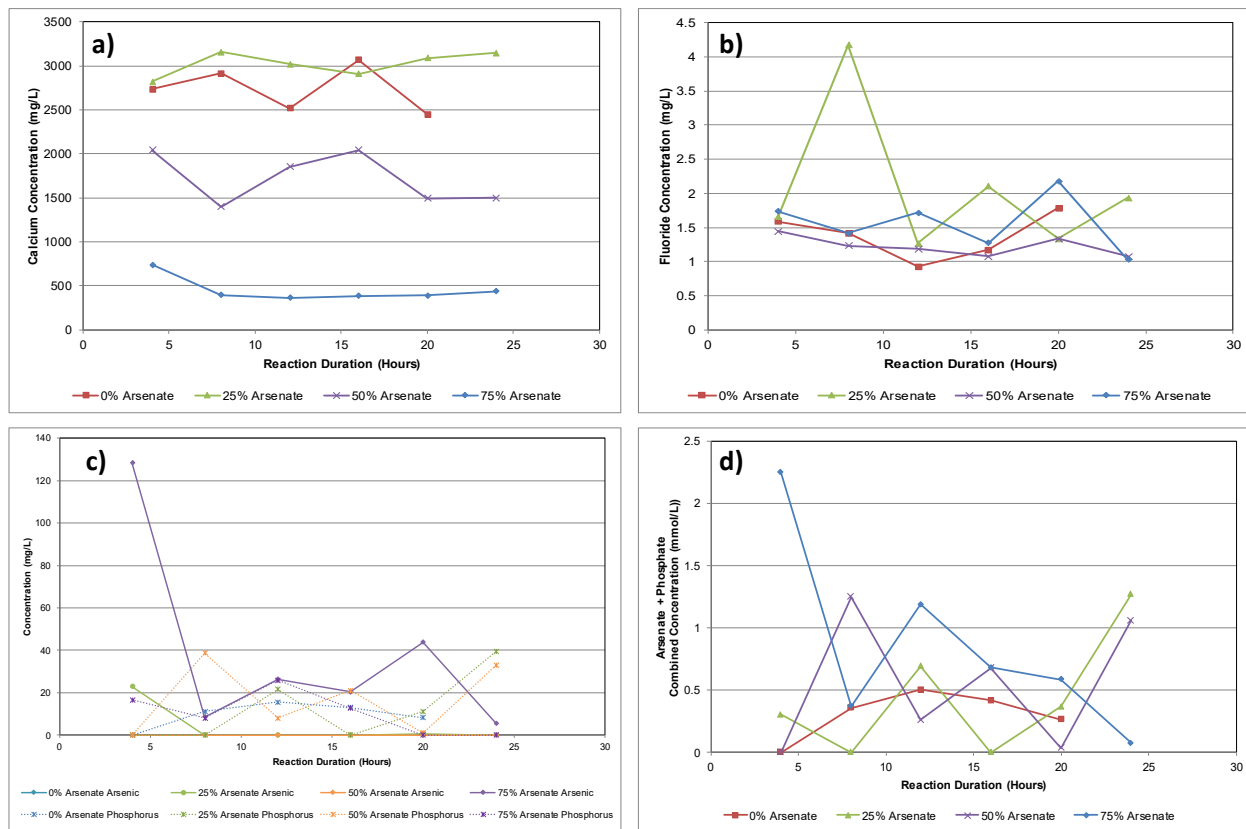 a)
Calcium Concentration (mg/L)
3500
3000
2500
2000
1500
1000
500
0
0 5 10 15 20 25 30
Reaction Duration (Hours)
0% Arsenate 25% Arsenate 50% Arsenate 75% Arsenate
b)
Fluoride Concentration (mg/L)
4.5
4
3.5
3
2.5
2
1.5
1
0.5
0
0 5 10 15 20 25 30
Reaction Duration (Hours)
0% Arsenate 25% Arsenate 50% Arsenate 75% Arsenate
c)
Concentration (mg/L)
140
120
100
80
60
40
20
0
0 5 10 15 20 25 30
Reaction Duration (Hours)
0% Arsenate Arsenic 25% Arsenate Arsenic 50% Arsenate Arsenic 75% Arsenate Arsenic
0% Arsenate Phosphorus 25% Arsenate Phosphorus 50% Arsenate Phosphorus 75% Arsenate Phosphorus
d)
Arsenate + Phosphate
Combined Concentration (mmol/L))
2.5
2
1.5
1
0.5
0
0 5 10 15 20 25 30
Reaction Duration (Hours)
0% Arsenate 25% Arsenate 50% Arsenate 75% Arsenate